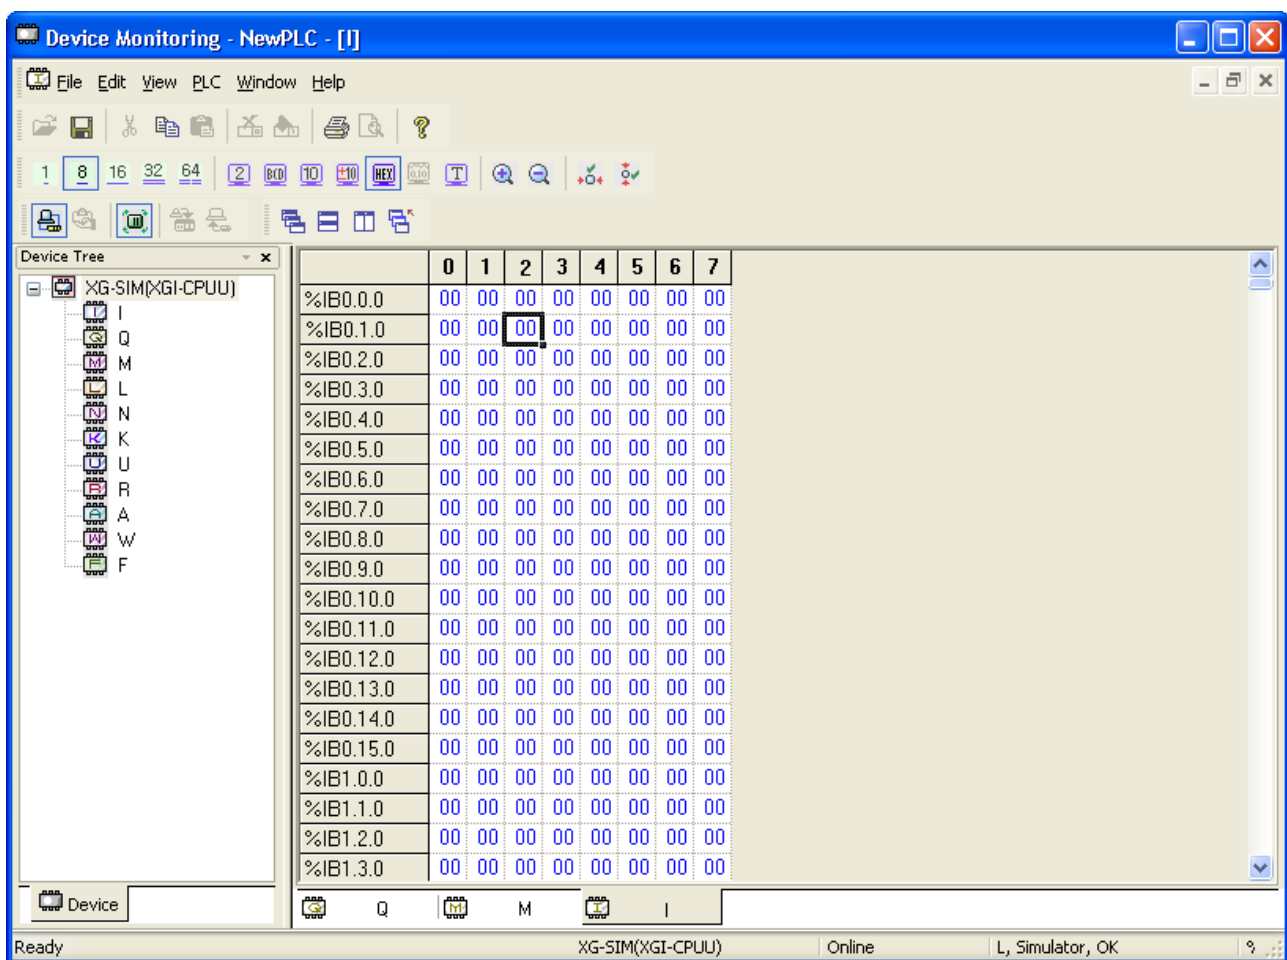 Device Monitoring - NewPLC - [I]
File Edit View PLC Window Help
1 8 16 32 64 2 BCD 10 ±10 HEX 0.10 T
Device Tree
XG-SIM(XGI-CPUU)
I
Q
M
L
N
K
U
R
A
W
F
Device
0 1 2 3 4 5 6 7
%IB0.0.0 00 00 00 00 00 00 00 00
%IB0.1.0 00 00 00 00 00 00 00 00
%IB0.2.0 00 00 00 00 00 00 00 00
%IB0.3.0 00 00 00 00 00 00 00 00
%IB0.4.0 00 00 00 00 00 00 00 00
%IB0.5.0 00 00 00 00 00 00 00 00
%IB0.6.0 00 00 00 00 00 00 00 00
%IB0.7.0 00 00 00 00 00 00 00 00
%IB0.8.0 00 00 00 00 00 00 00 00
%IB0.9.0 00 00 00 00 00 00 00 00
%IB0.10.0 00 00 00 00 00 00 00 00
%IB0.11.0 00 00 00 00 00 00 00 00
%IB0.12.0 00 00 00 00 00 00 00 00
%IB0.13.0 00 00 00 00 00 00 00 00
%IB0.14.0 00 00 00 00 00 00 00 00
%IB0.15.0 00 00 00 00 00 00 00 00
%IB1.0.0 00 00 00 00 00 00 00 00
%IB1.1.0 00 00 00 00 00 00 00 00
%IB1.2.0 00 00 00 00 00 00 00 00
%IB1.3.0 00 00 00 00 00 00 00 00
Q M I
Ready XG-SIM(XGI-CPUU) Online L, Simulator, OK